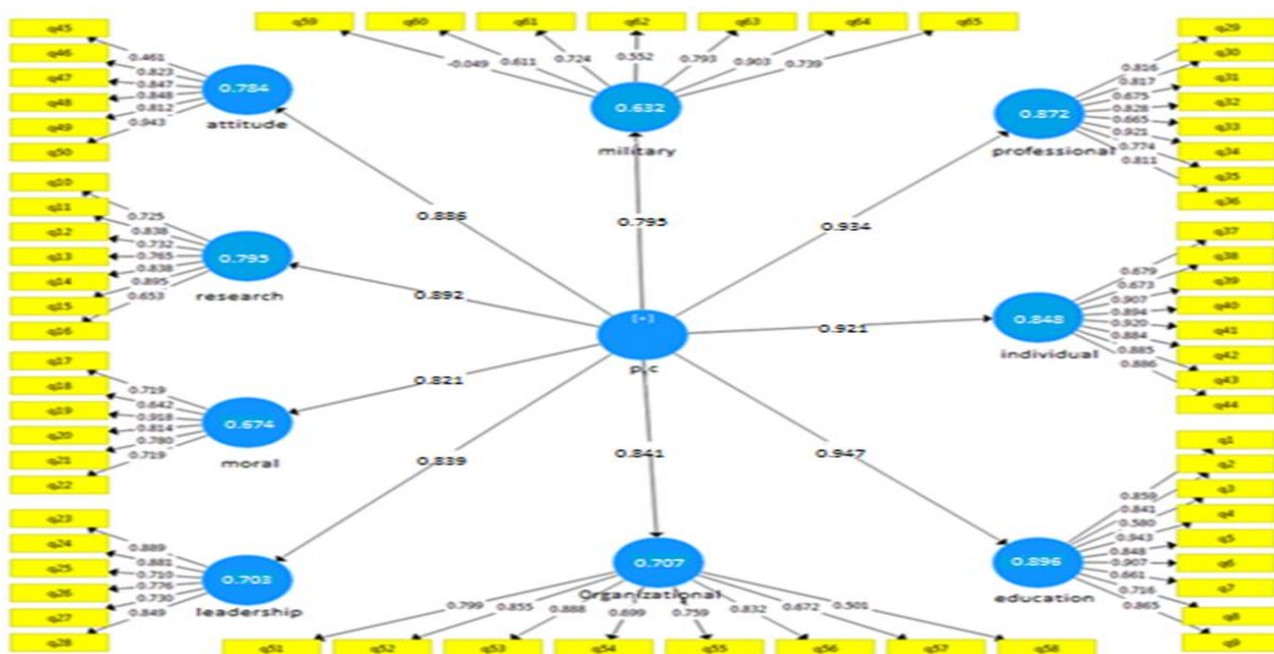 q59 q60 q61 q62 q63 q64 q65
-0.049 0.611 0.724 0.552 0.793 0.903 0.739
0.632
military
q45
q46
q47
q48
q49
q50
0.461
0.823
0.847
0.848
0.812
0.943
0.784
attitude
q29
q30
q31
q32
q33
q34
q35
q36
0.816
0.817
0.675
0.828
0.665
0.921
0.774
0.811
0.872
professional
q10
q11
q12
q13
q14
q15
q16
0.725
0.838
0.732
0.765
0.838
0.895
0.653
0.795
research
0.886
0.795
0.934
0.892
0.921
0.821
0.839
0.841
0.947
[+]
p,c
q37
q38
q39
q40
q41
q42
q43
q44
0.679
0.673
0.907
0.894
0.920
0.884
0.885
0.886
0.848
individual
q17
q18
q19
q20
q21
q22
0.719
0.642
0.918
0.814
0.780
0.719
0.674
moral
q23
q24
q25
q26
q27
q28
0.889
0.881
0.710
0.776
0.730
0.849
0.703
leadership
q1
q2
q3
q4
q5
q6
q7
q8
q9
0.859
0.841
0.580
0.943
0.848
0.907
0.661
0.716
0.865
0.896
education
0.707
Organizational
0.799 0.855 0.888 0.699 0.759 0.832 0.672 0.501
q51 q52 q53 q54 q55 q56 q57 q58